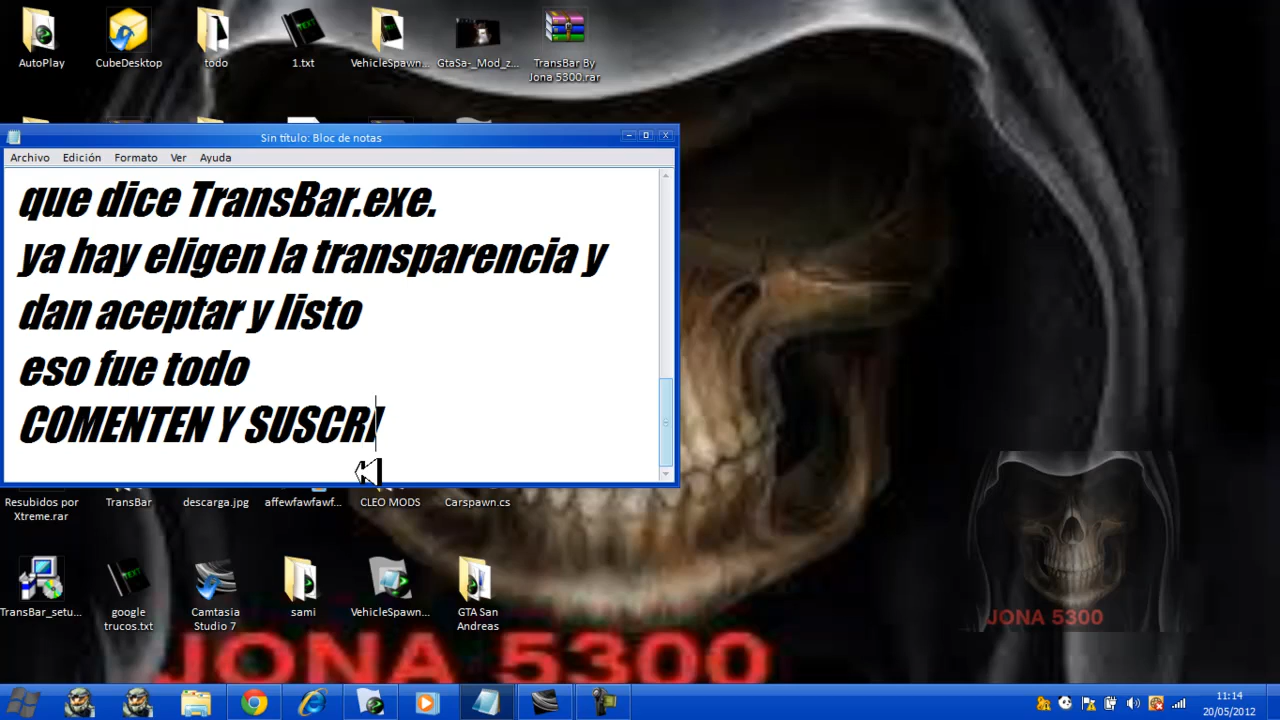 AutoPlay
CubeDesktop
todo
1.txt
VehicleSpawn...
GtaSa-_Mod_z...
TransBar By
Jona 5300.rar
Sin título: Bloc de notas
Archivo Edición Formato Ver Ayuda
que dice TransBar.exe.
ya hay eligen la transparencia y
dan aceptar y listo
eso fue todo
COMENTEN Y SUSCRI
Resubidos por
Xtreme.rar
TransBar
descarga.jpg
affewfawfawf...
CLEO MODS
Carspawn.cs
TransBar_setu...
google
trucos.txt
Camtasia
Studio 7
sami
VehicleSpawn...
GTA San
Andreas
JONA 5300
JONA 5300
11:14
20/05/2012